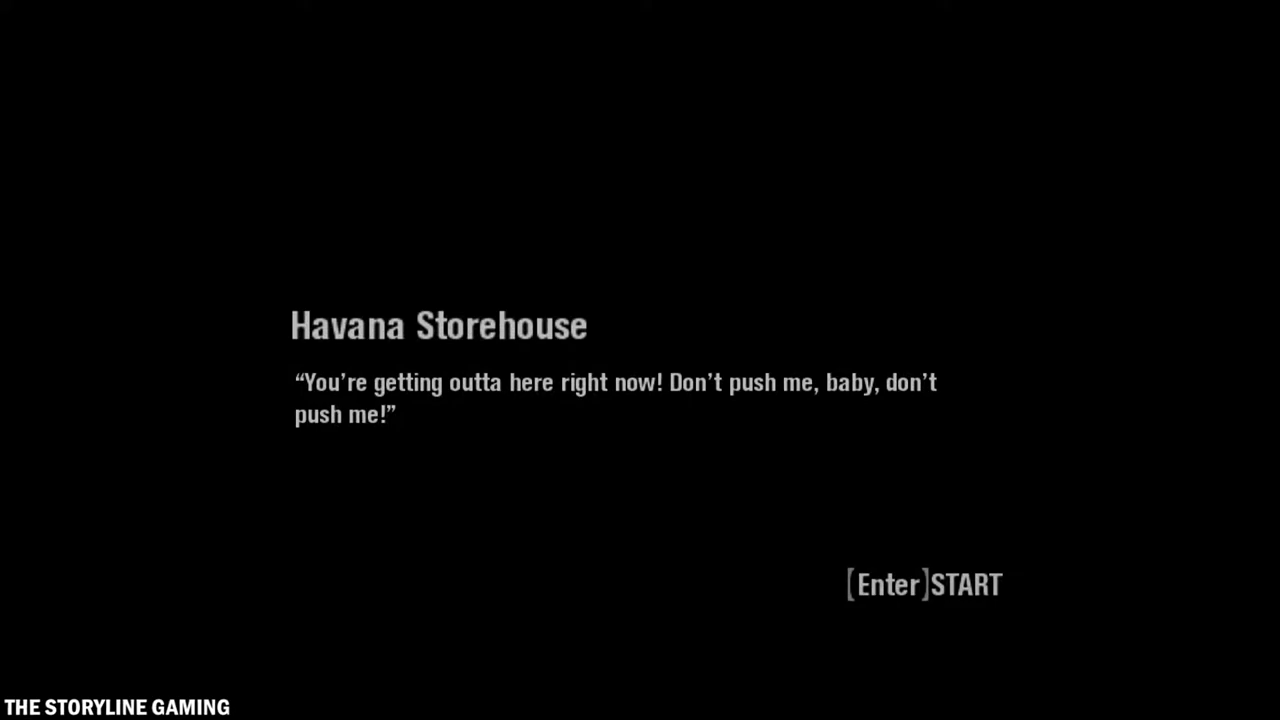 Havana Storehouse
“You’re getting outta here right now! Don’t push me, baby, don’t
push me!”
[Enter]START
THE STORYLINE GAMING